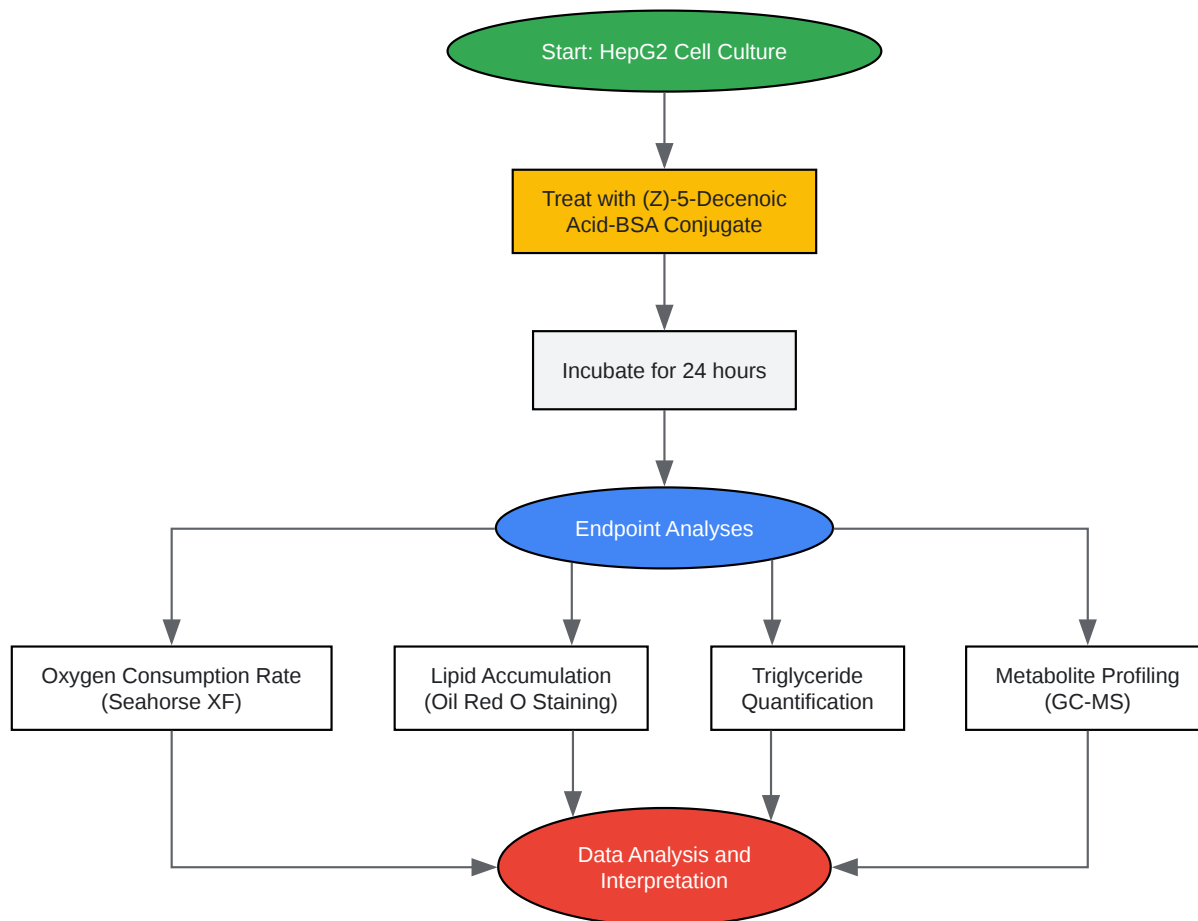 Start: HepG2 Cell Culture
Treat with (Z)-5-Decenoic
Acid-BSA Conjugate
Incubate for 24 hours
Endpoint Analyses
Oxygen Consumption Rate
(Seahorse XF)
Lipid Accumulation
(Oil Red O Staining)
Triglyceride
Quantification
Metabolite Profiling
(GC-MS)
Data Analysis and
Interpretation